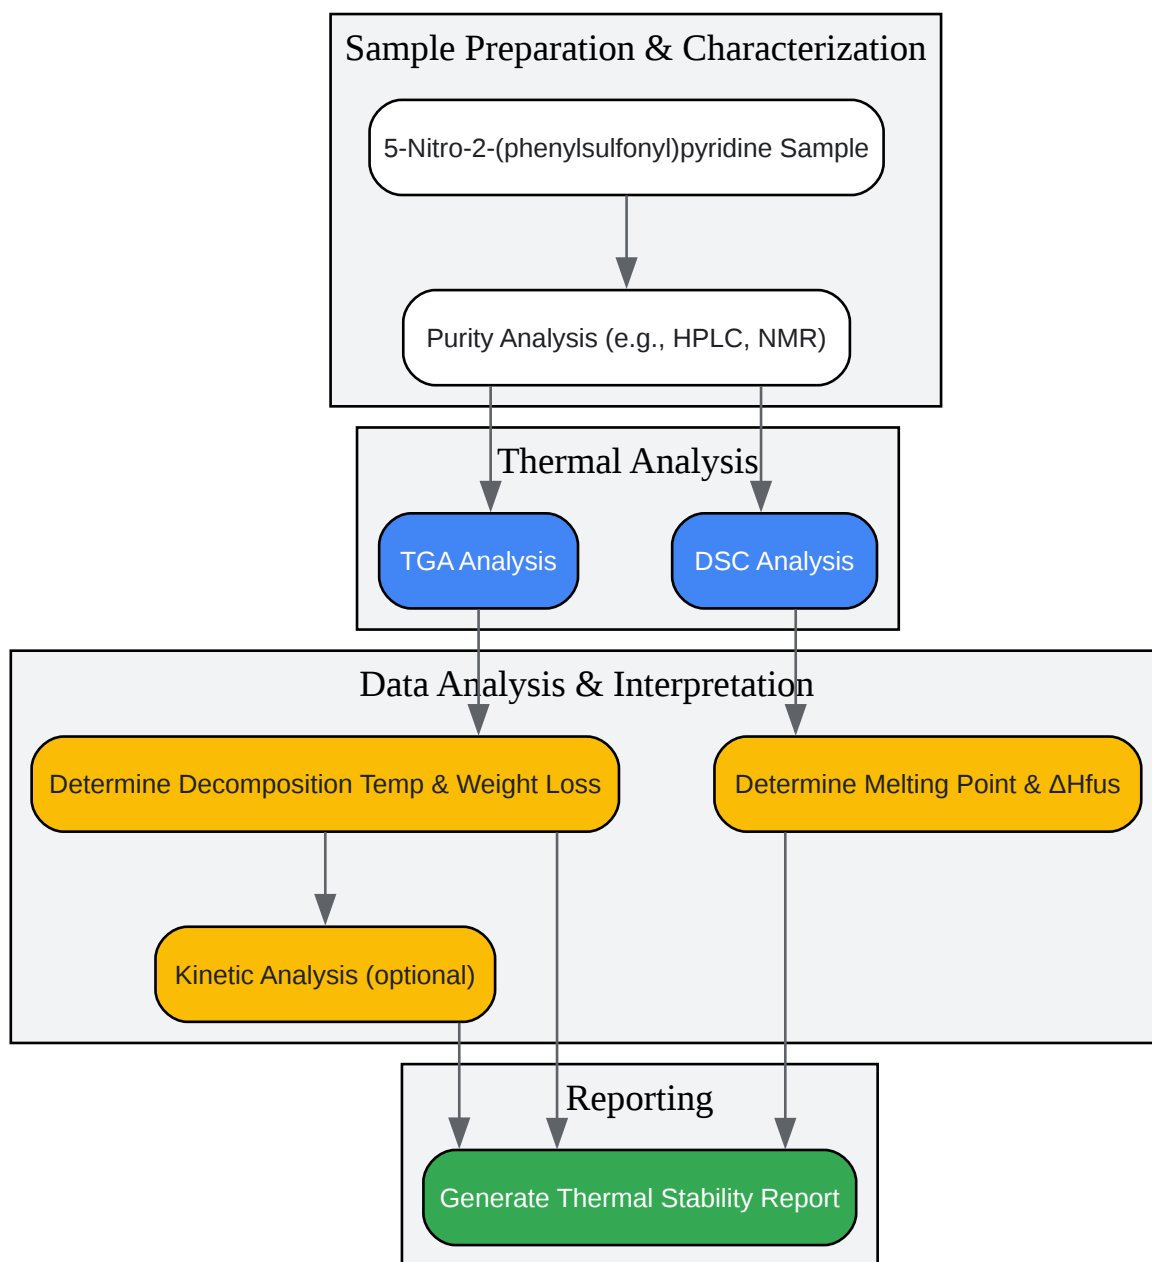 Sample Preparation & Characterization
5-Nitro-2-(phenylsulfonyl)pyridine Sample
Purity Analysis (e.g., HPLC, NMR)
Thermal Analysis
TGA Analysis
DSC Analysis
Data Analysis & Interpretation
Determine Decomposition Temp & Weight Loss
Determine Melting Point & ΔHfus
Kinetic Analysis (optional)
Reporting
Generate Thermal Stability Report